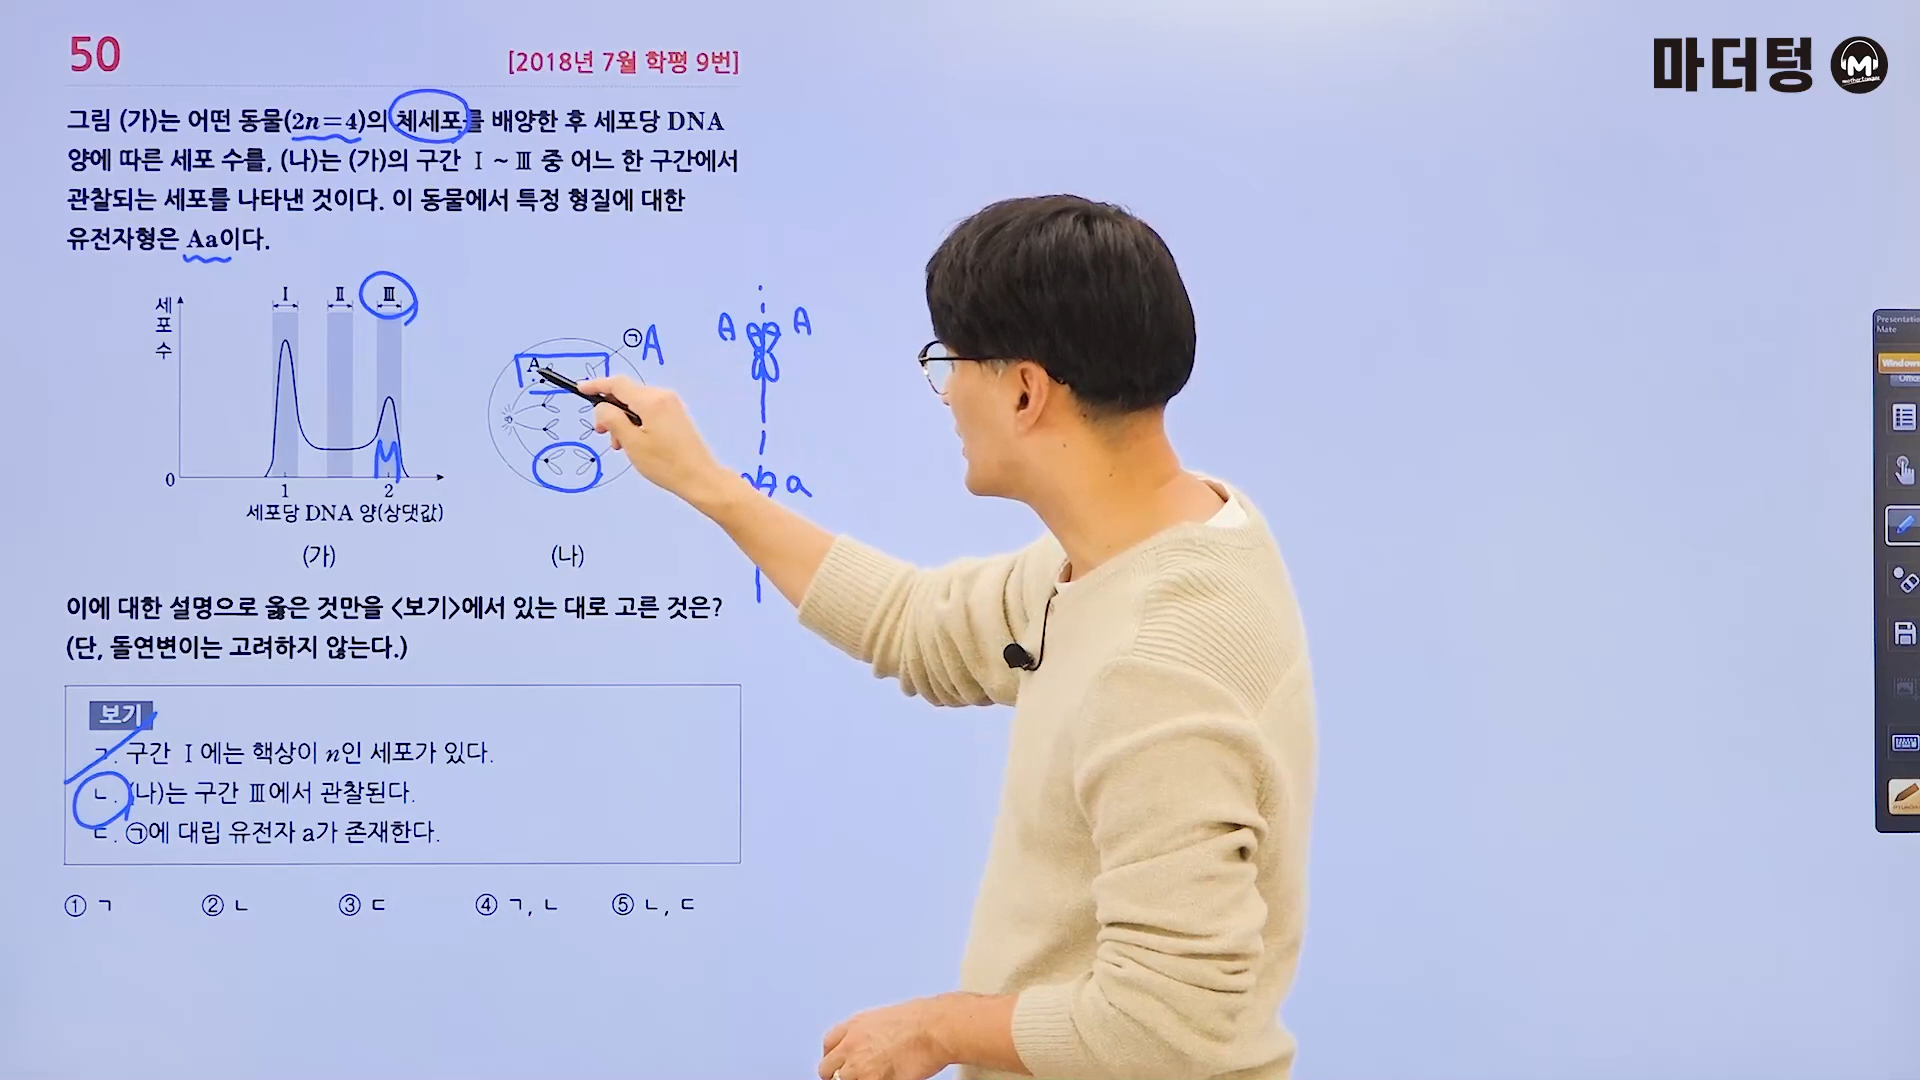 50
[2018년 7월 학평 9번]
마더텅 M
그림 (가)는 어떤 동물(2n=4)의 체세포를 배양한 후 세포당 DNA
양에 따른 세포 수를, (나)는 (가)의 구간 Ⅰ~Ⅲ 중 어느 한 구간에서
관찰되는 세포를 나타낸 것이다. 이 동물에서 특정 형질에 대한
유전자형은 Aa이다.
세포 수
Ⅰ Ⅱ Ⅲ
M
0 1 2
세포당 DNA 양(상댓값)
(가)
A
㉠ A
(나)
A A
a
이에 대한 설명으로 옳은 것만을 <보기>에서 있는 대로 고른 것은?
(단, 돌연변이는 고려하지 않는다.)
보기
ㄱ. 구간 Ⅰ에는 핵상이 n인 세포가 있다.
ㄴ. (나)는 구간 Ⅲ에서 관찰된다.
ㄷ. ㉠에 대립 유전자 a가 존재한다.
① ㄱ ② ㄴ ③ ㄷ ④ ㄱ, ㄴ ⑤ ㄴ, ㄷ
Presentation
Mate
Windows